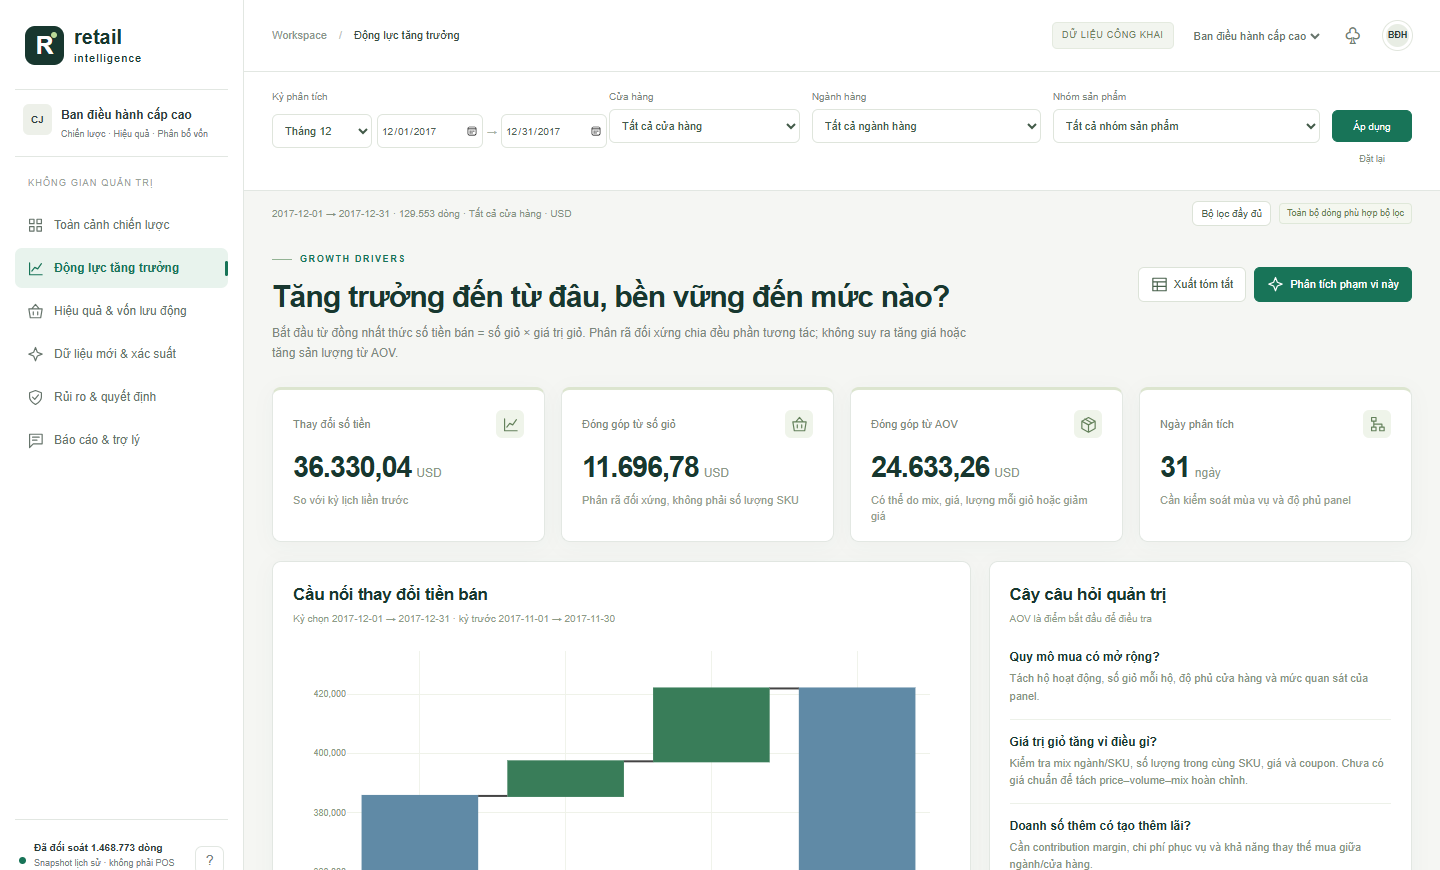 R
retail
intelligence
CJ
Ban điều hành cấp cao
Chiến lược · Hiệu quả · Phân bổ vốn
KHÔNG GIAN QUẢN TRỊ
Toàn cảnh chiến lược
Động lực tăng trưởng
Hiệu quả & vốn lưu động
Dữ liệu mới & xác suất
Rủi ro & quyết định
Báo cáo & trợ lý
Đã đối soát 1.468.773 dòng
Snapshot lịch sử · không phải POS
?
Workspace / Động lực tăng trưởng
DỮ LIỆU CÔNG KHAI
Ban điều hành cấp cao
BĐH
Kỳ phân tích
Cửa hàng
Ngành hàng
Nhóm sản phẩm
Tháng 12
12/01/2017
→
12/31/2017
Tất cả cửa hàng
Tất cả ngành hàng
Tất cả nhóm sản phẩm
Áp dụng
Đặt lại
2017-12-01 → 2017-12-31 · 129.553 dòng · Tất cả cửa hàng · USD
Bộ lọc đầy đủ
Toàn bộ dòng phù hợp bộ lọc
GROWTH DRIVERS
Tăng trưởng đến từ đâu, bền vững đến mức nào?
Bắt đầu từ đồng nhất thức số tiền bán = số giỏ × giá trị giỏ. Phân rã đối xứng chia đều phần tương tác; không suy ra tăng giá hoặc
tăng sản lượng từ AOV.
Xuất tóm tắt
Phân tích phạm vi này
Thay đổi số tiền
36.330,04 USD
So với kỳ lịch liền trước
Đóng góp từ số giỏ
11.696,78 USD
Phân rã đối xứng, không phải số lượng SKU
Đóng góp từ AOV
24.633,26 USD
Có thể do mix, giá, lượng mỗi giỏ hoặc giảm
giá
Ngày phân tích
31 ngày
Cần kiểm soát mùa vụ và độ phủ panel
Cầu nối thay đổi tiền bán
Kỳ chọn 2017-12-01 → 2017-12-31 · kỳ trước 2017-11-01 → 2017-11-30
420,000
400,000
380,000
Cây câu hỏi quản trị
AOV là điểm bắt đầu để điều tra
Quy mô mua có mở rộng?
Tách hộ hoạt động, số giỏ mỗi hộ, độ phủ cửa hàng và mức quan sát của
panel.
Giá trị giỏ tăng vì điều gì?
Kiểm tra mix ngành/SKU, số lượng trong cùng SKU, giá và coupon. Chưa có
giá chuẩn để tách price–volume–mix hoàn chỉnh.
Doanh số thêm có tạo thêm lãi?
Cần contribution margin, chi phí phục vụ và khả năng thay thế mua giữa
ngành/cửa hàng.